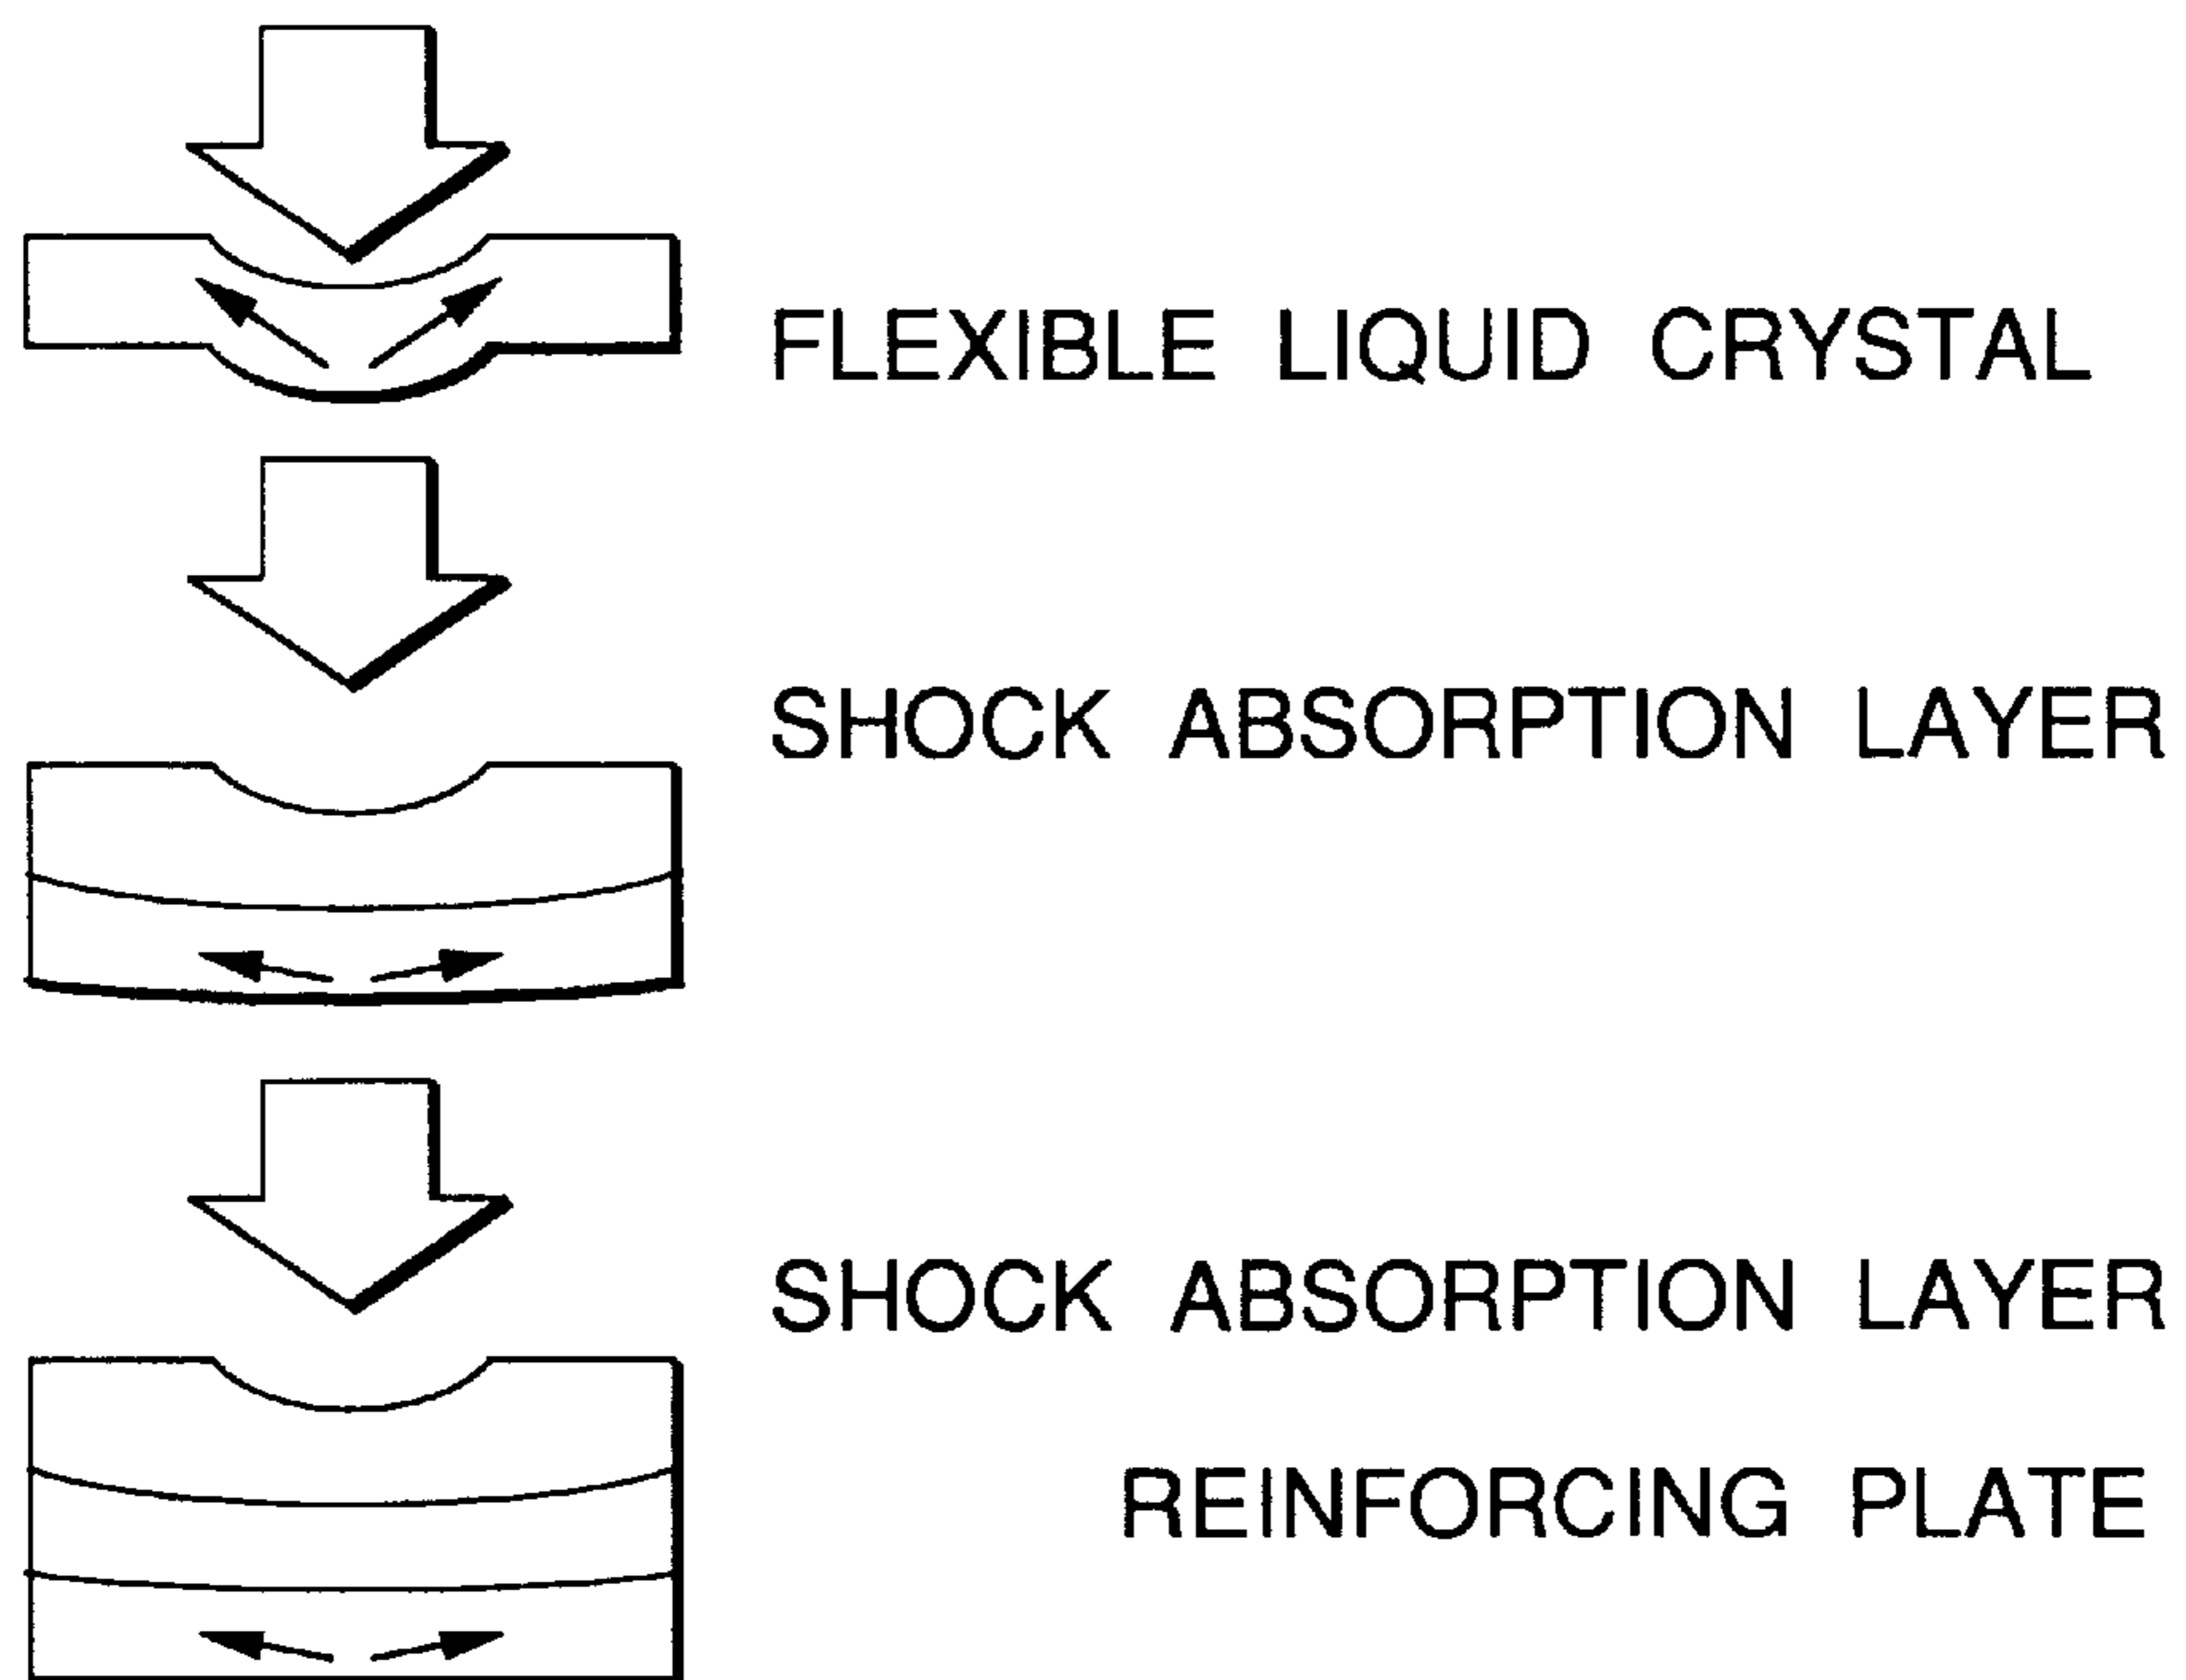 FLEXIBLE LIQUID CRYSTAL
SHOCK ABSORPTION LAYER
SHOCK ABSORPTION LAYER
REINFORCING PLATE